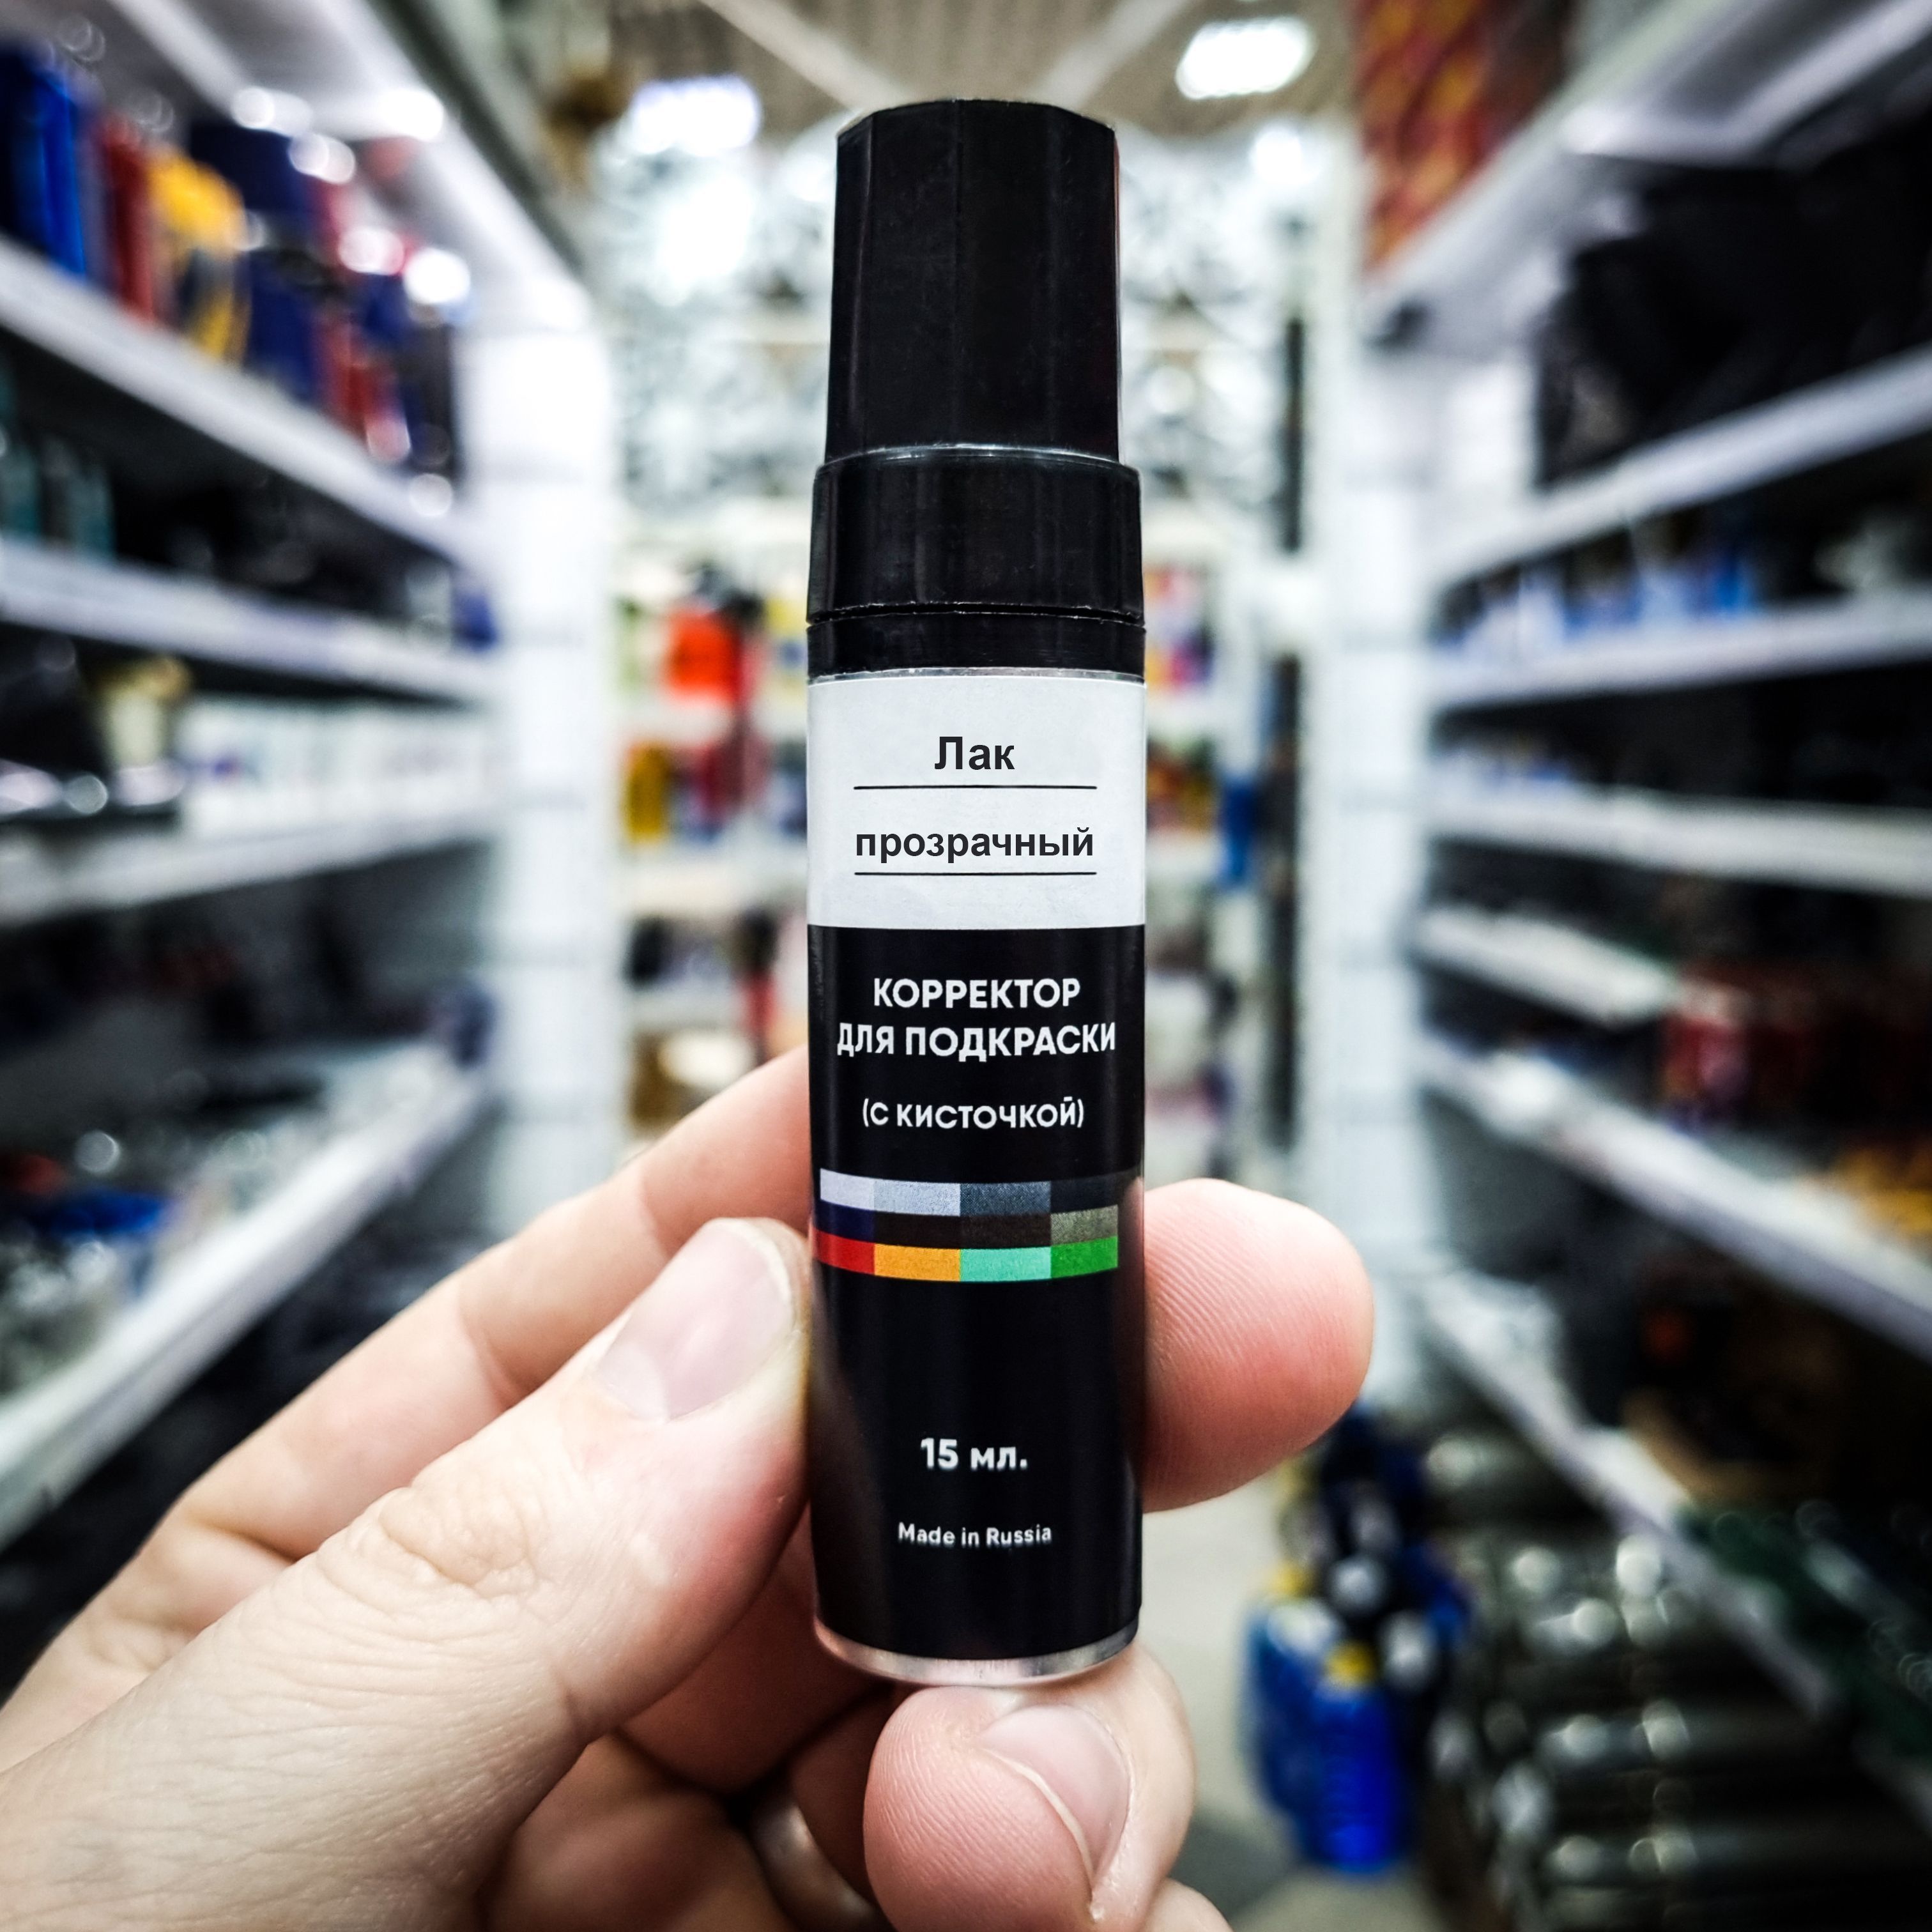 Лак
прозрачный
КОРРЕКТОР
ДЛЯ ПОДКРАСКИ
(С КИСТОЧКОЙ)
15 мл.
Made in Russia